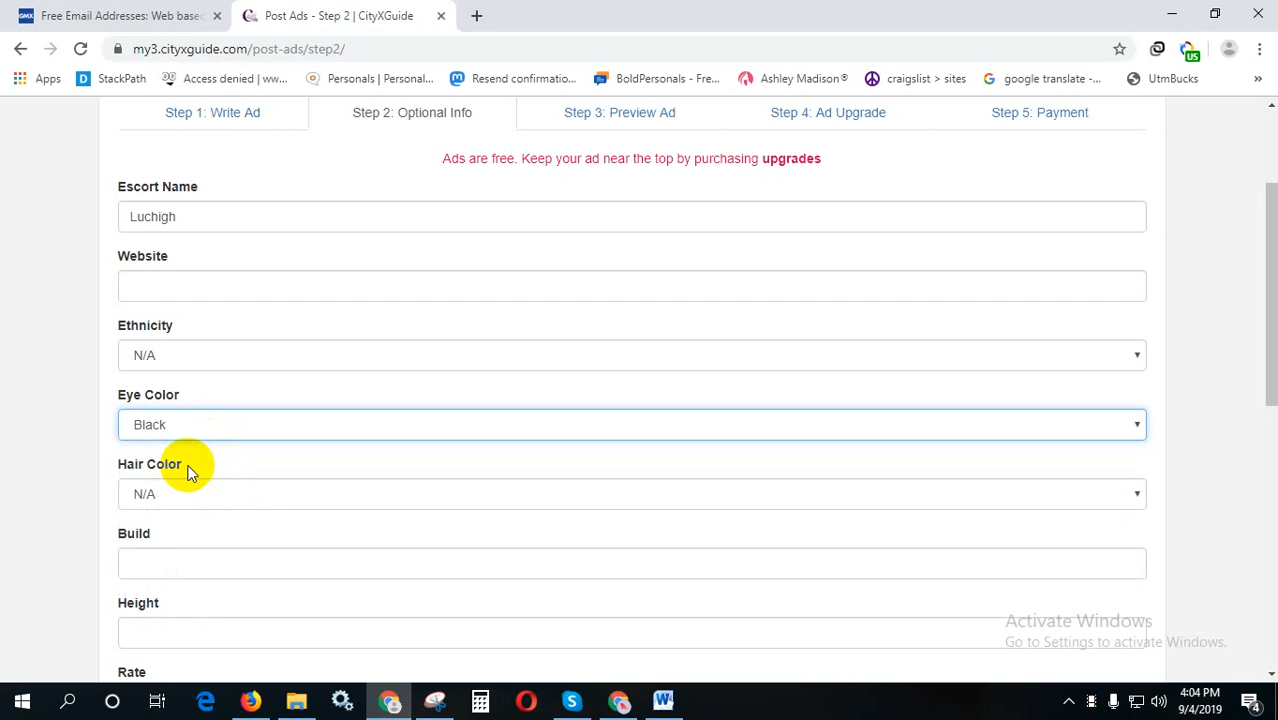 Free Email Addresses: Web base
Post Ads - Step 2 | CityXGuide
my3.cityxguide.com/post-ads/step2/
Apps StackPath Access denied | ww... Personals | Personal... Resend confirmatio... BoldPersonals - Fre... Ashley Madison® craigslist > sites google translate -... UtmBucks »
US
Step 1: Write Ad Step 2: Optional Info Step 3: Preview Ad Step 4: Ad Upgrade Step 5: Payment
Ads are free. Keep your ad near the top by purchasing upgrades
Escort Name
Luchigh
Website
Ethnicity
N/A
Eye Color
Black
Hair Color
N/A
Build
Height
Activate Windows
Go to Settings to activate Windows.
Rate
4:04 PM
9/4/2019
4